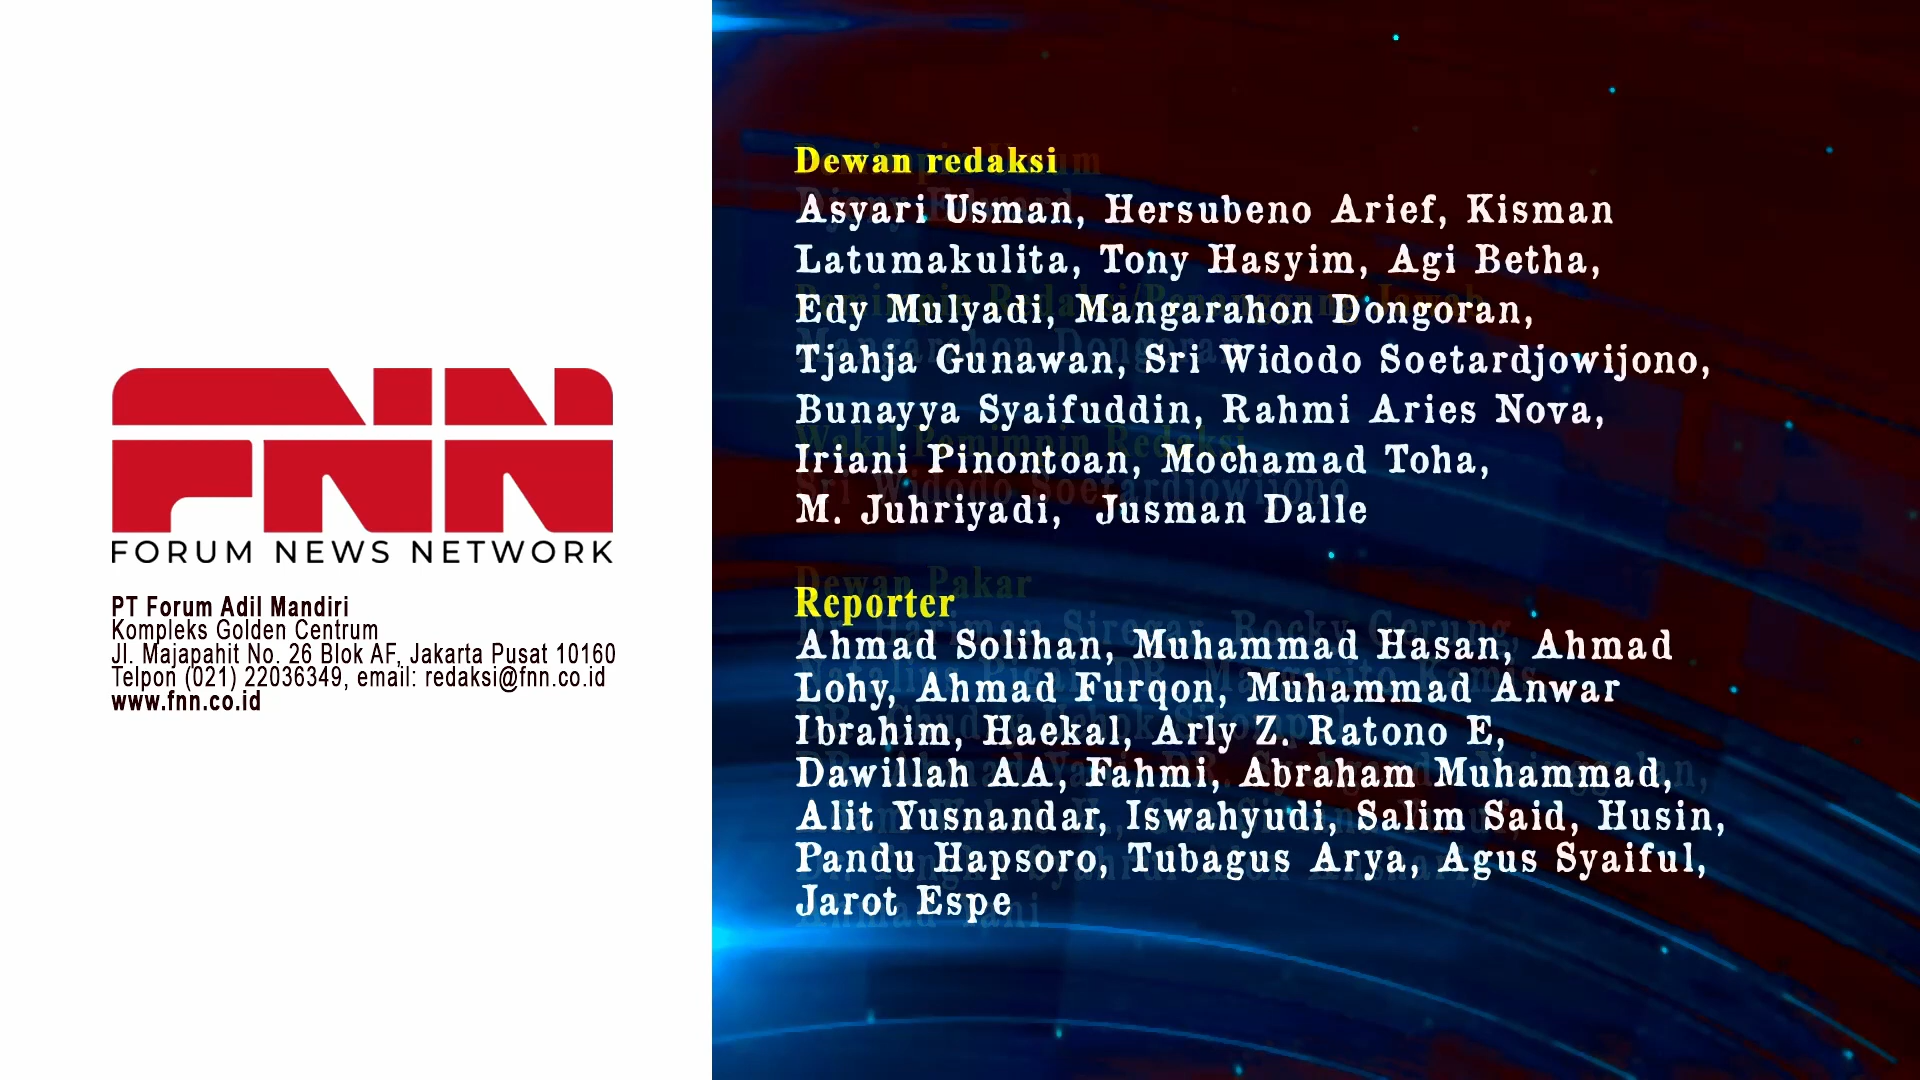 FNN
FORUM NEWS NETWORK
PT Forum Adil Mandiri
Kompleks Golden Centrum
Jl. Majapahit No. 26 Blok AF, Jakarta Pusat 10160
Telpon (021) 22036349, email: redaksi@fnn.co.id
www.fnn.co.id
Dewan redaksi
Asyari Usman, Hersubeno Arief, Kisman
Latumakulita, Tony Hasyim, Agi Betha,
Edy Mulyadi, Mangarahon Dongoran,
Tjahja Gunawan, Sri Widodo Soetardjowijono,
Bunayya Syaifuddin, Rahmi Aries Nova,
Iriani Pinontoan, Mochamad Toha,
M. Juhriyadi,  Jusman Dalle
Reporter
Ahmad Solihan, Muhammad Hasan, Ahmad
Lohy, Ahmad Furqon, Muhammad Anwar
Ibrahim, Haekal, Arly Z. Ratono E,
Dawillah AA, Fahmi, Abraham Muhammad,
Alit Yusnandar, Iswahyudi, Salim Said, Husin,
Pandu Hapsoro, Tubagus Arya, Agus Syaiful,
Jarot Espe